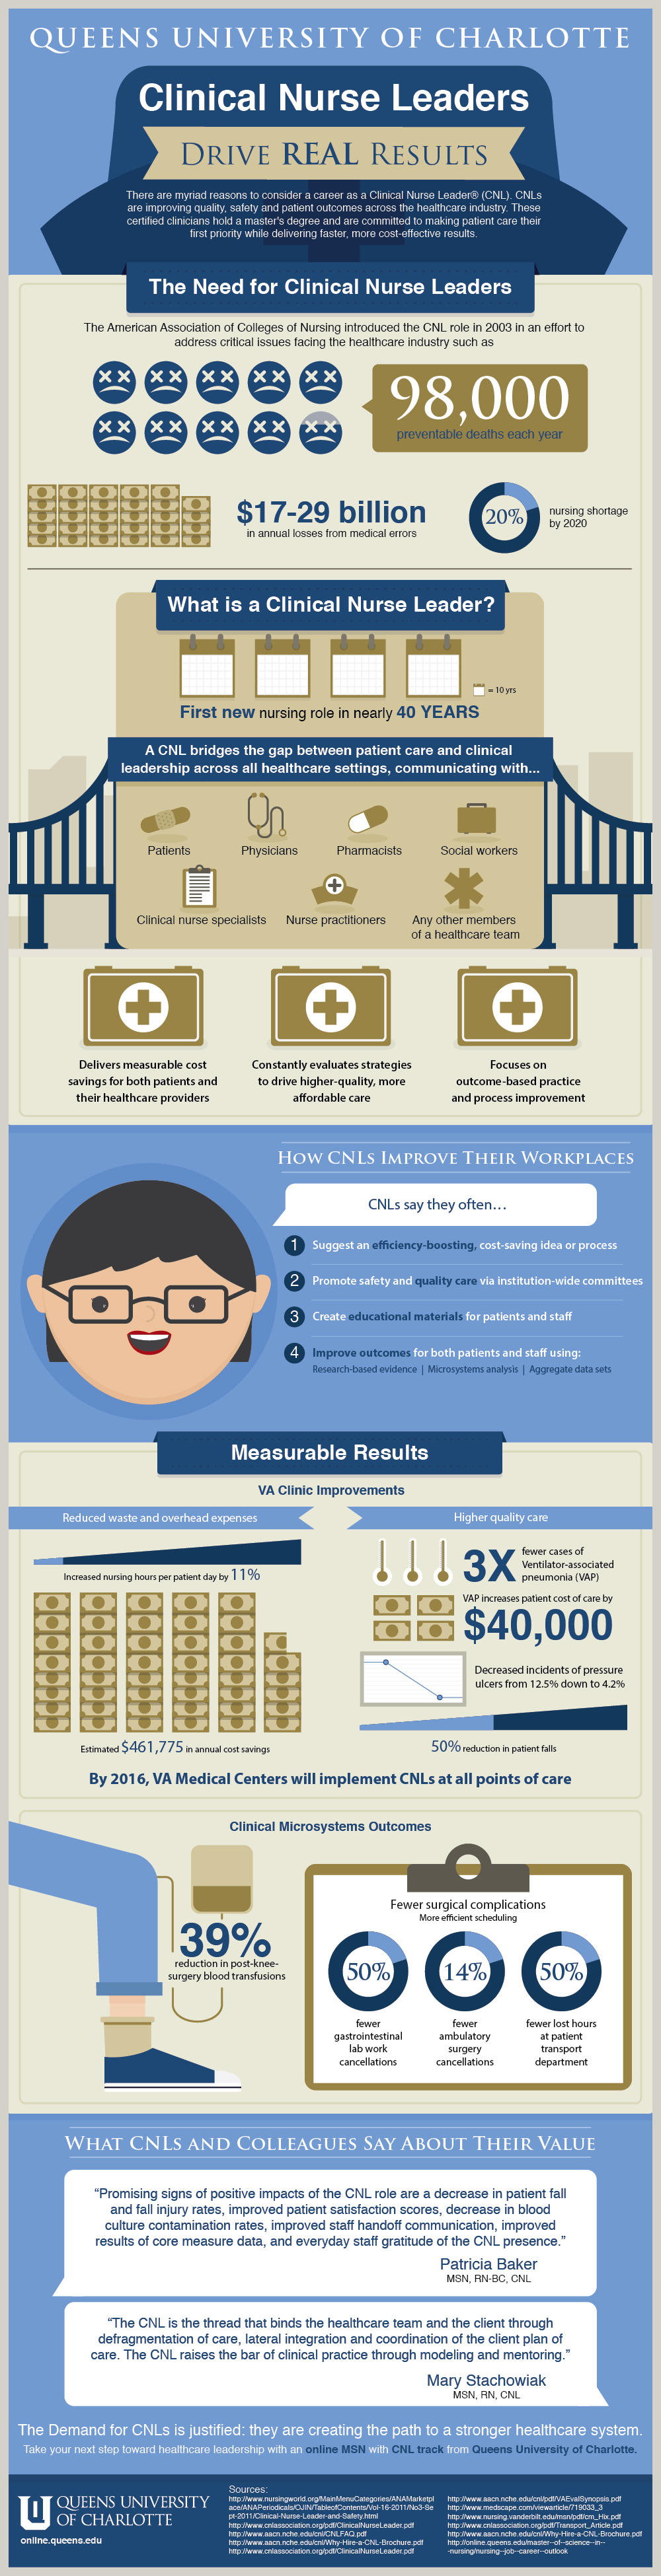 QUEENS UNIVERSITY OF CHARLOTTE
Clinical Nurse Leaders
DRIVE REAL RESULTS
There are myriad reasons to consider a career as a Clinical Nurse Leader® (CNL). CNLs
are improving quality, safety and patient outcomes across the healthcare industry. These
certified clinicians hold a master's degree and are committed to making patient care their
first priority while delivering faster, more cost-effective results.
The Need for Clinical Nurse Leaders
The American Association of Colleges of Nursing introduced the CNL role in 2003 in an effort to
address critical issues facing the healthcare industry such as
98,000
preventable deaths each year
$17-29 billion
in annual losses from medical errors
20%
nursing shortage
by 2020
What is a Clinical Nurse Leader?
= 10 yrs
First new nursing role in nearly 40 YEARS
A CNL bridges the gap between patient care and clinical
leadership across all healthcare settings, communicating with...
Patients
Physicians
Pharmacists
Social workers
Clinical nurse specialists
Nurse practitioners
Any other members
of a healthcare team
Delivers measurable cost
savings for both patients and
their healthcare providers
Constantly evaluates strategies
to drive higher-quality, more
affordable care
Focuses on
outcome-based practice
and process improvement
HOW CNLS IMPROVE THEIR WORKPLACES
CNLs say they often…
1 Suggest an efficiency-boosting, cost-saving idea or process
2 Promote safety and quality care via institution-wide committees
3 Create educational materials for patients and staff
4 Improve outcomes for both patients and staff using:
Research-based evidence | Microsystems analysis | Aggregate data sets
Measurable Results
VA Clinic Improvements
Reduced waste and overhead expenses
Higher quality care
Increased nursing hours per patient day by 11%
Estimated $461,775 in annual cost savings
3X
fewer cases of
Ventilator-associated
pneumonia (VAP)
VAP increases patient cost of care by
$40,000
Decreased incidents of pressure
ulcers from 12.5% down to 4.2%
50% reduction in patient falls
By 2016, VA Medical Centers will implement CNLs at all points of care
Clinical Microsystems Outcomes
39%
reduction in post-knee-
surgery blood transfusions
Fewer surgical complications
More efficient scheduling
50%
fewer
gastrointestinal
lab work
cancellations
14%
fewer
ambulatory
surgery
cancellations
50%
fewer lost hours
at patient
transport
department
WHAT CNLS AND COLLEAGUES SAY ABOUT THEIR VALUE
“Promising signs of positive impacts of the CNL role are a decrease in patient fall
and fall injury rates, improved patient satisfaction scores, decrease in blood
culture contamination rates, improved staff handoff communication, improved
results of core measure data, and everyday staff gratitude of the CNL presence.”
Patricia Baker
MSN, RN-BC, CNL
“The CNL is the thread that binds the healthcare team and the client through
defragmentation of care, lateral integration and coordination of the client plan of
care. The CNL raises the bar of clinical practice through modeling and mentoring.”
Mary Stachowiak
MSN, RN, CNL
The Demand for CNLs is justified: they are creating the path to a stronger healthcare system.
Take your next step toward healthcare leadership with an online MSN with CNL track from Queens University of Charlotte.
QUEENS UNIVERSITY
OF CHARLOTTE
online.queens.edu
Sources:
http://www.nursingworld.org/MainMenuCategories/ANAMarketpl
ace/ANAPeriodicals/OJIN/TableofContents/Vol-16-2011/No3-Se
pt-2011/Clinical-Nurse-Leader-and-Safety.html
http://www.cnlassociation.org/pdf/ClinicalNurseLeader.pdf
http://www.aacn.nche.edu/cnl/CNLFAQ.pdf
http://www.aacn.nche.edu/cnl/Why-Hire-a-CNL-Brochure.pdf
http://www.cnlassociation.org/pdf/ClinicalNurseLeader.pdf
http://www.aacn.nche.edu/cnl/pdf/VAEvalSynopsis.pdf
http://www.medscape.com/viewarticle/719033_3
http://www.nursing.vanderbilt.edu/msn/pdf/cm_Hix.pdf
http://www.cnlassociation.org/pdf/Transport_Article.pdf
http://www.aacn.nche.edu/cnl/Why-Hire-a-CNL-Brochure.pdf
http://online.queens.edu/master--of--science--in--
-nursing/nursing--job--career--outlook